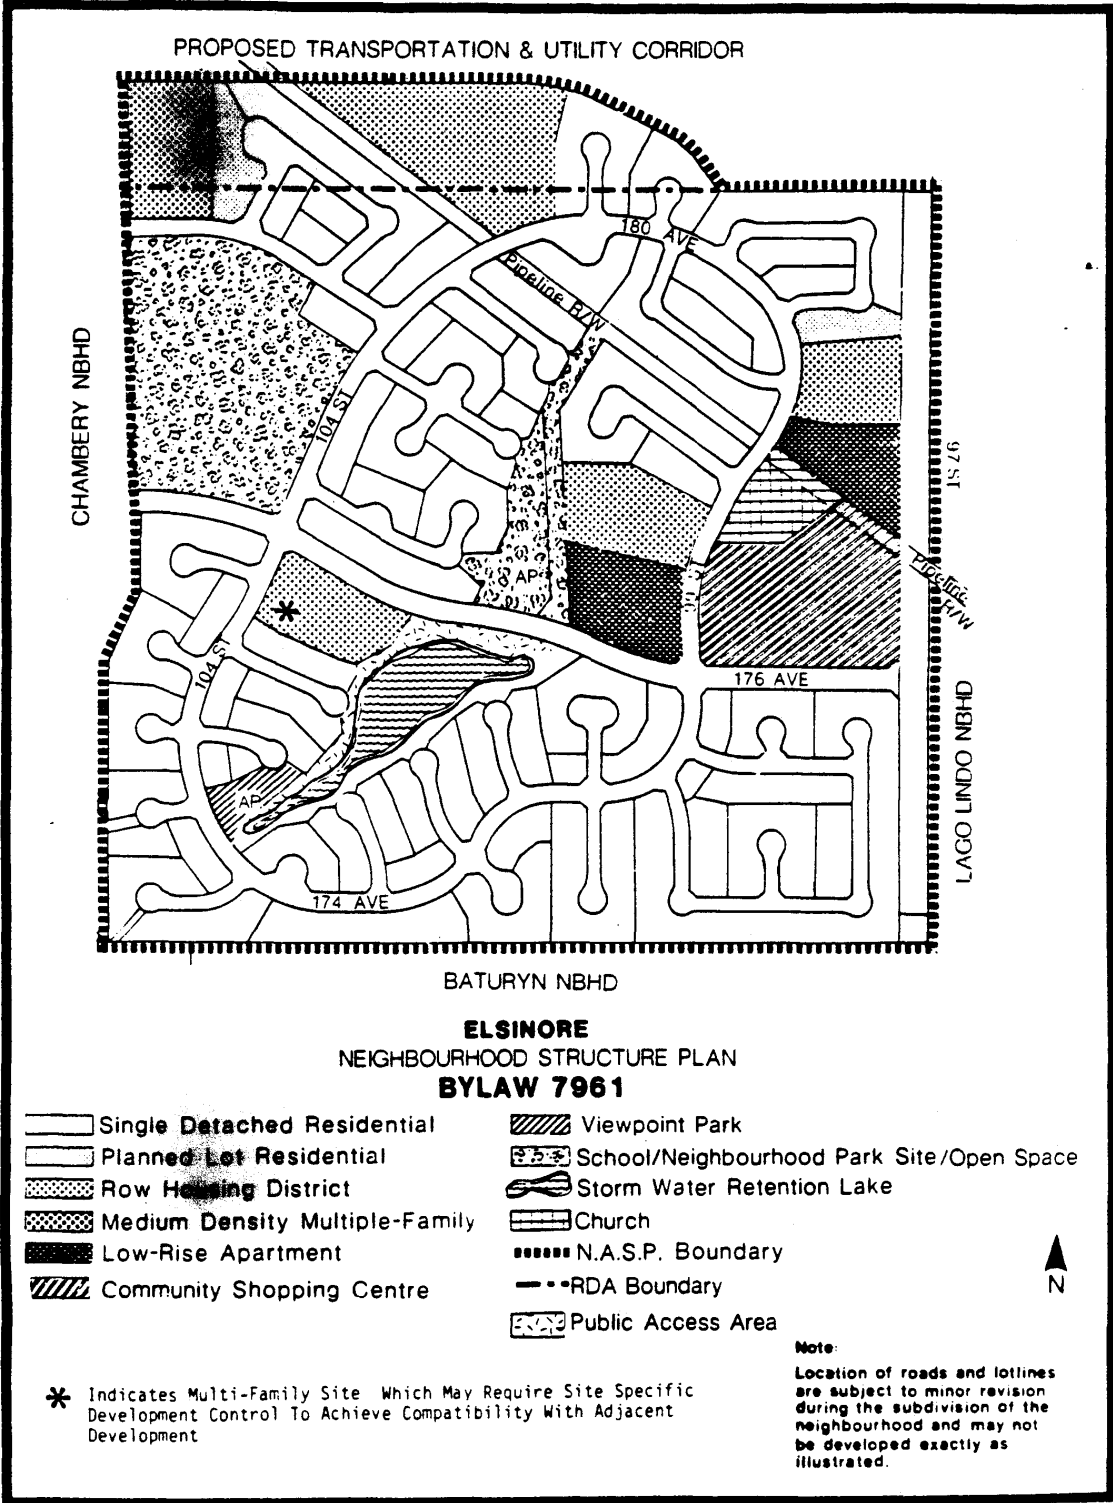 PROPOSED TRANSPORTATION & UTILITY CORRIDOR
180 AVE
Pipeline R/W
CHAMBERY NBHD
104 ST
97 ST
AP
Pipeline
R/W
104 ST
176 AVE
LAGO LINDO NBHD
AP
174 AVE
BATURYN NBHD
ELSINORE
NEIGHBOURHOOD STRUCTURE PLAN
BYLAW 7961
Single Detached Residential
Planned Lot Residential
Row Housing District
Medium Density Multiple-Family
Low-Rise Apartment
Community Shopping Centre
Viewpoint Park
School/Neighbourhood Park Site/Open Space
Storm Water Retention Lake
Church
N.A.S.P. Boundary
RDA Boundary
Public Access Area
N
* Indicates Multi-Family Site Which May Require Site Specific
Development Control To Achieve Compatibility With Adjacent
Development
Note:
Location of roads and lotlines
are subject to minor revision
during the subdivision of the
neighbourhood and may not
be developed exactly as
illustrated.